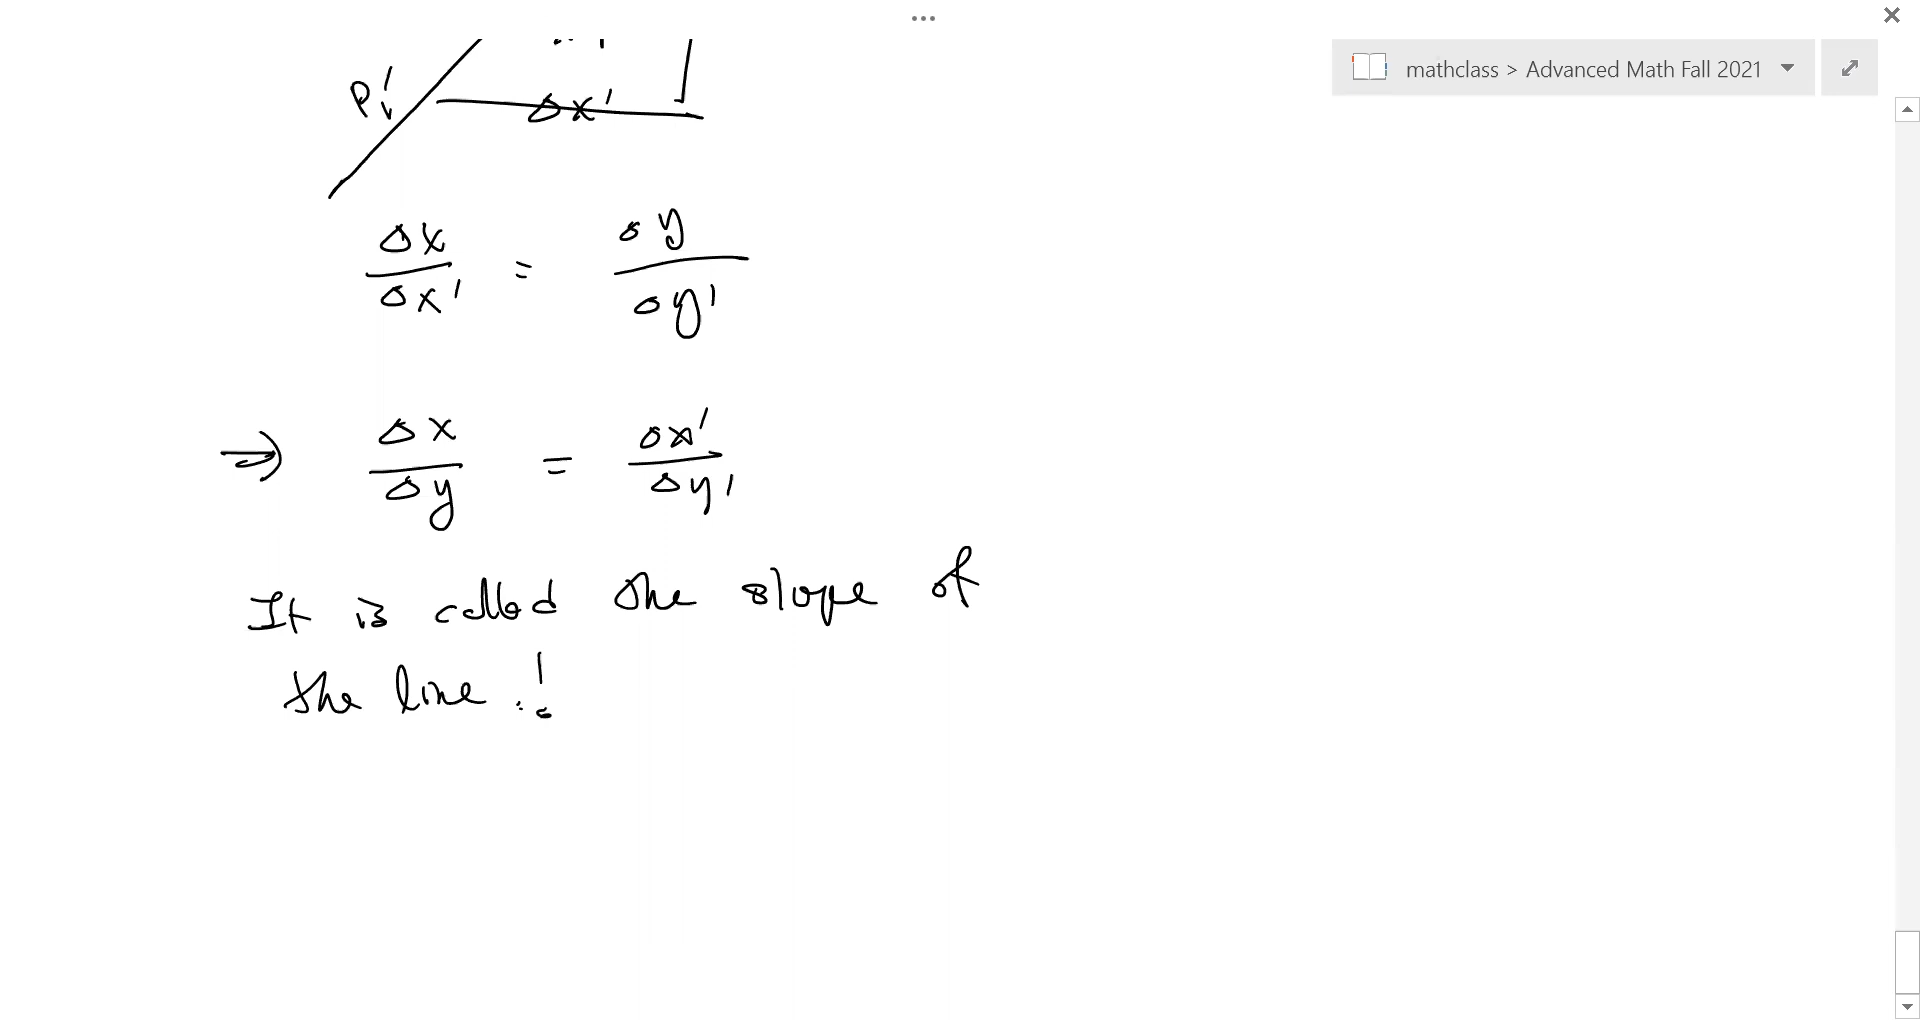 mathclass > Advanced Math Fall 2021
P₁'
Δx'
Δx / Δx' = Δy / Δy'
⇒ Δx / Δy = Δx' / Δy'
It is called the slope of
the line !